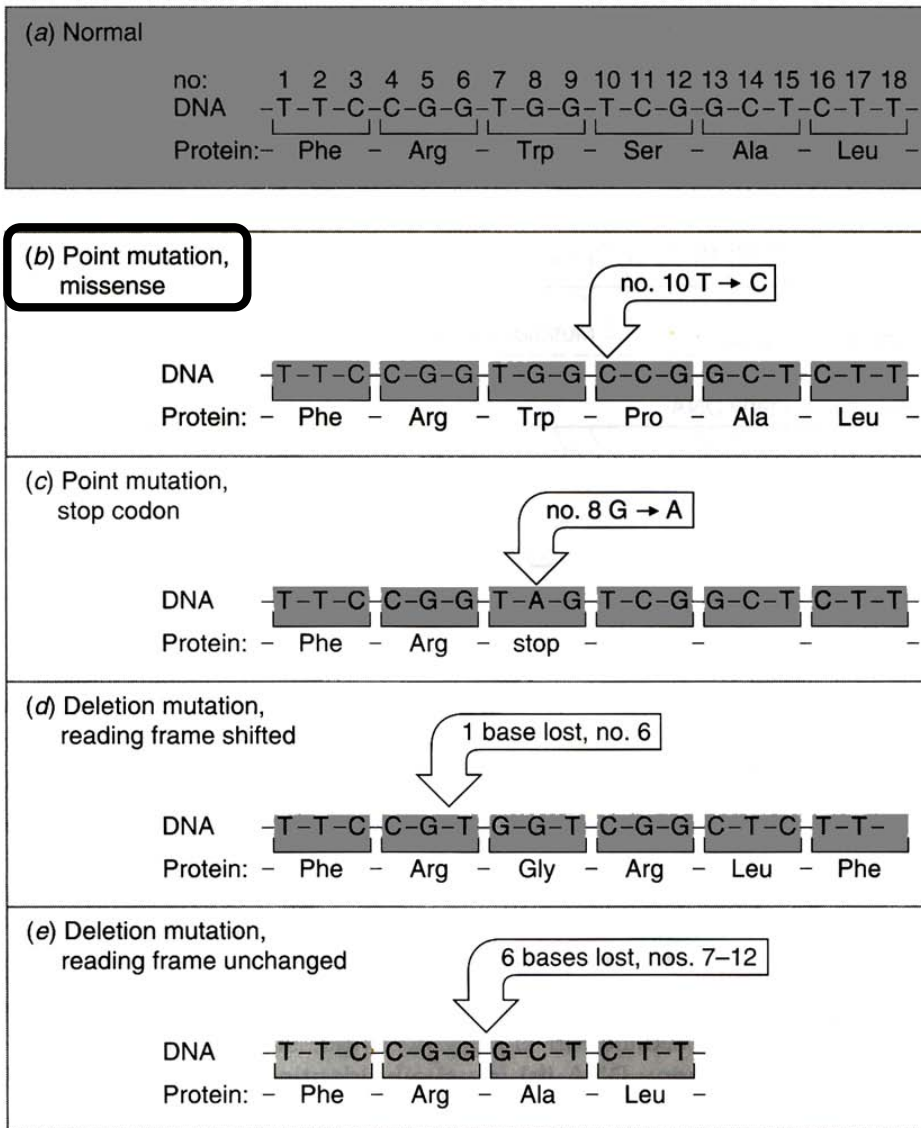 (a) Normal
no: 1 2 3 4 5 6 7 8 9 10 11 12 13 14 15 16 17 18
DNA -T-T-C-C-G-G-T-G-G-T-C-G-G-C-T-C-T-T-
Protein:- Phe - Arg - Trp - Ser - Ala - Leu -
(b) Point mutation,
missense
no. 10 T → C
DNA -T-T-C-C-G-G-T-G-G-C-C-G-G-C-T-C-T-T-
Protein: - Phe - Arg - Trp - Pro - Ala - Leu -
(c) Point mutation,
stop codon
no. 8 G → A
DNA -T-T-C-C-G-G-T-A-G-T-C-G-G-C-T-C-T-T-
Protein: - Phe - Arg - stop - - - -
(d) Deletion mutation,
reading frame shifted
1 base lost, no. 6
DNA -T-T-C-C-G-T-G-G-T-C-G-G-C-T-C-T-T-
Protein: - Phe - Arg - Gly - Arg - Leu - Phe
(e) Deletion mutation,
reading frame unchanged
6 bases lost, nos. 7–12
DNA -T-T-C-C-G-G-G-C-T-C-T-T-
Protein: - Phe - Arg - Ala - Leu -